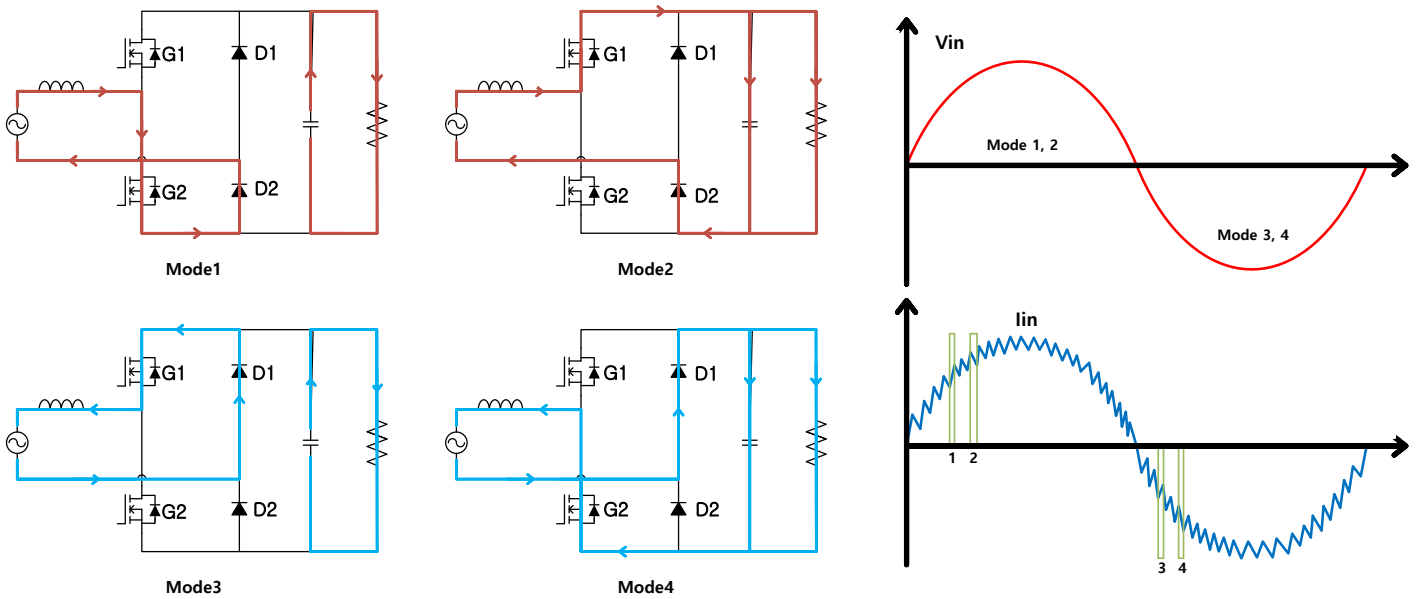 G1
D1
G2
D2
Mode1
G1
D1
G2
D2
Mode2
Vin
Mode 1, 2
Mode 3, 4
G1
D1
G2
D2
Mode3
G1
D1
G2
D2
Mode4
Iin
1
2
3
4